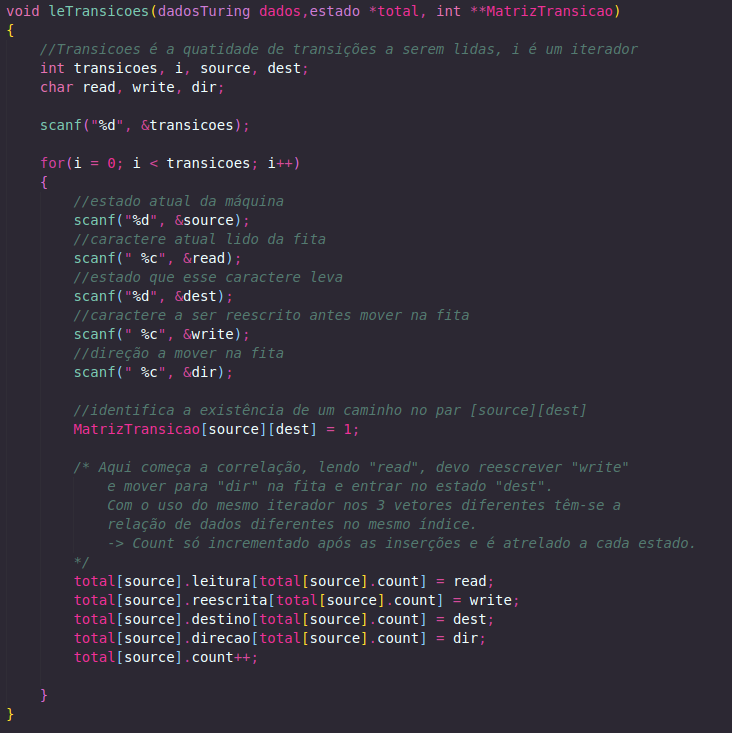 void leTransicoes(dadosTuring dados,estado *total, int **MatrizTransicao)
{
    //Transicoes é a quatidade de transições a serem lidas, i é um iterador
    int transicoes, i, source, dest;
    char read, write, dir;

    scanf("%d", &transicoes);

    for(i = 0; i < transicoes; i++)
    {
        //estado atual da máquina
        scanf("%d", &source);
        //caractere atual lido da fita
        scanf(" %c", &read);
        //estado que esse caractere leva
        scanf("%d", &dest);
        //caractere a ser reescrito antes mover na fita
        scanf(" %c", &write);
        //direção a mover na fita
        scanf(" %c", &dir);

        //identifica a existência de um caminho no par [source][dest]
        MatrizTransicao[source][dest] = 1;

        /* Aqui começa a correlação, lendo "read", devo reescrever "write"
            e mover para "dir" na fita e entrar no estado "dest".
            Com o uso do mesmo iterador nos 3 vetores diferentes têm-se a
            relação de dados diferentes no mesmo índice.
            -> Count só incrementado após as inserções e é atrelado a cada estado.
        */
        total[source].leitura[total[source].count] = read;
        total[source].reescrita[total[source].count] = write;
        total[source].destino[total[source].count] = dest;
        total[source].direcao[total[source].count] = dir;
        total[source].count++;

    }
}